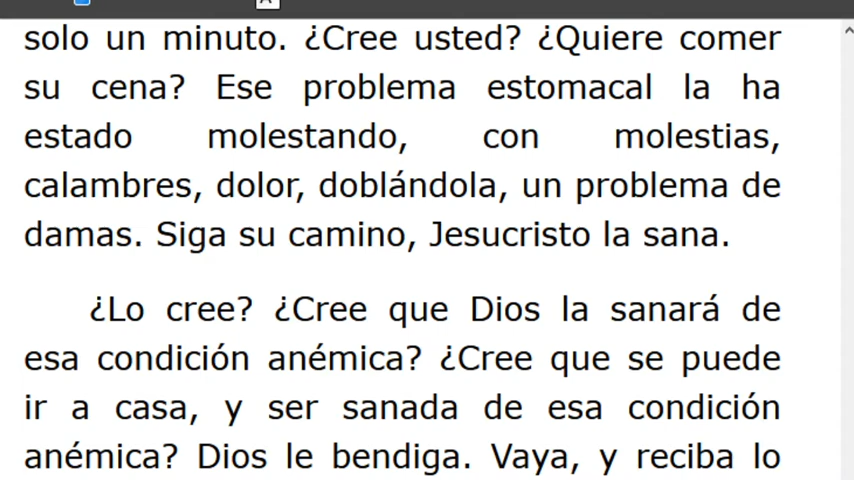 solo un minuto. ¿Cree usted? ¿Quiere comer
su cena? Ese problema estomacal la ha
estado molestando, con molestias,
calambres, dolor, doblándola, un problema de
damas. Siga su camino, Jesucristo la sana.
¿Lo cree? ¿Cree que Dios la sanará de
esa condición anémica? ¿Cree que se puede
ir a casa, y ser sanada de esa condición
anémica? Dios le bendiga. Vaya, y reciba lo